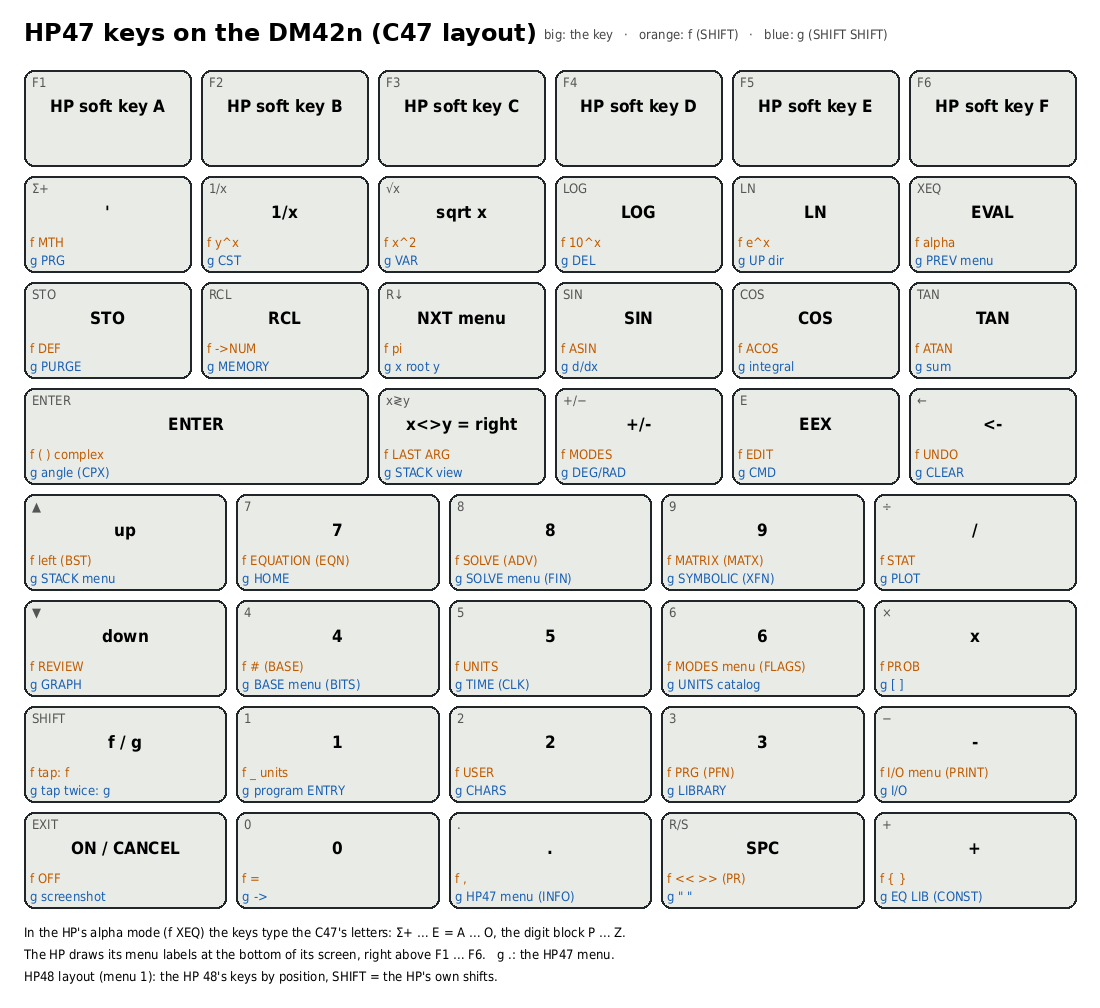 HP47 keys on the DM42n (C47 layout) big: the key · orange: f (SHIFT) · blue: g (SHIFT SHIFT)
F1 F2 F3 F4 F5 F6
HP soft key A HP soft key B HP soft key C HP soft key D HP soft key E HP soft key F
Σ+ 1/x √x LOG LN XEQ
' 1/x sqrt x LOG LN EVAL
f MTH f y^x f x^2 f 10^x f e^x f alpha
g PRG g CST g VAR g DEL g UP dir g PREV menu
STO RCL R↓ SIN COS TAN
STO RCL NXT menu SIN COS TAN
f DEF f ->NUM f pi f ASIN f ACOS f ATAN
g PURGE g MEMORY g x root y g d/dx g integral g sum
ENTER x≷y +/− E ←
ENTER x<>y = right +/- EEX <-
f ( ) complex f LAST ARG f MODES f EDIT f UNDO
g angle (CPX) g STACK view g DEG/RAD g CMD g CLEAR
▲ 7 8 9 ÷
up 7 8 9 /
f left (BST) f EQUATION (EQN) f SOLVE (ADV) f MATRIX (MATX) f STAT
g STACK menu g HOME g SOLVE menu (FIN) g SYMBOLIC (XFN) g PLOT
▼ 4 5 6 ×
down 4 5 6 x
f REVIEW f # (BASE) f UNITS f MODES menu (FLAGS) f PROB
g GRAPH g BASE menu (BITS) g TIME (CLK) g UNITS catalog g [ ]
SHIFT 1 2 3 −
f / g 1 2 3 -
f tap: f f _ units f USER f PRG (PFN) f I/O menu (PRINT)
g tap twice: g g program ENTRY g CHARS g LIBRARY g I/O
EXIT 0 . R/S +
ON / CANCEL 0 . SPC +
f OFF f = f , f << >> (PR) f { }
g screenshot g -> g HP47 menu (INFO) g " " g EQ LIB (CONST)
In the HP's alpha mode (f XEQ) the keys type the C47's letters: Σ+ ... E = A ... O, the digit block P ... Z.
The HP draws its menu labels at the bottom of its screen, right above F1 ... F6. g .: the HP47 menu.
HP48 layout (menu 1): the HP 48's keys by position, SHIFT = the HP's own shifts.